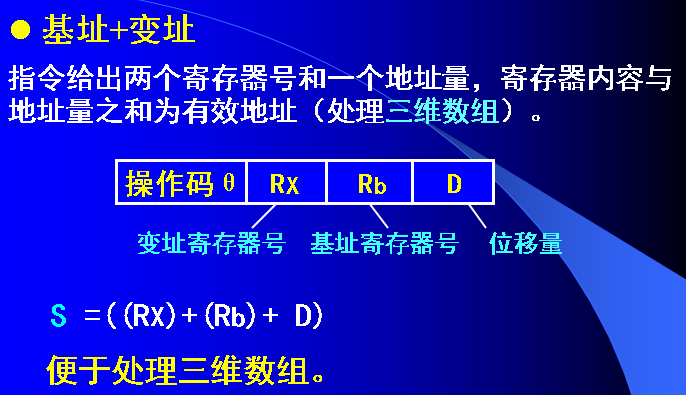 ● 基址+变址
指令给出两个寄存器号和一个地址量，寄存器内容与
地址量之和为有效地址（处理三维数组）。
操作码θ RX Rb D
变址寄存器号 基址寄存器号 位移量
S =((RX)+(Rb)+ D)
便于处理三维数组。